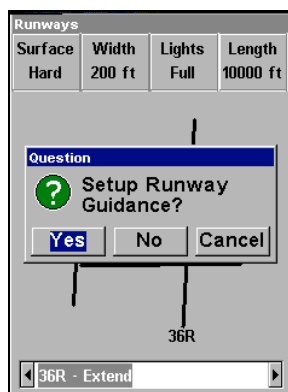 Runways
Surface Width Lights Length
Hard 200 ft Full 10000 ft
Question
Setup Runway
Guidance?
Yes No Cancel
36R
36R - Extend